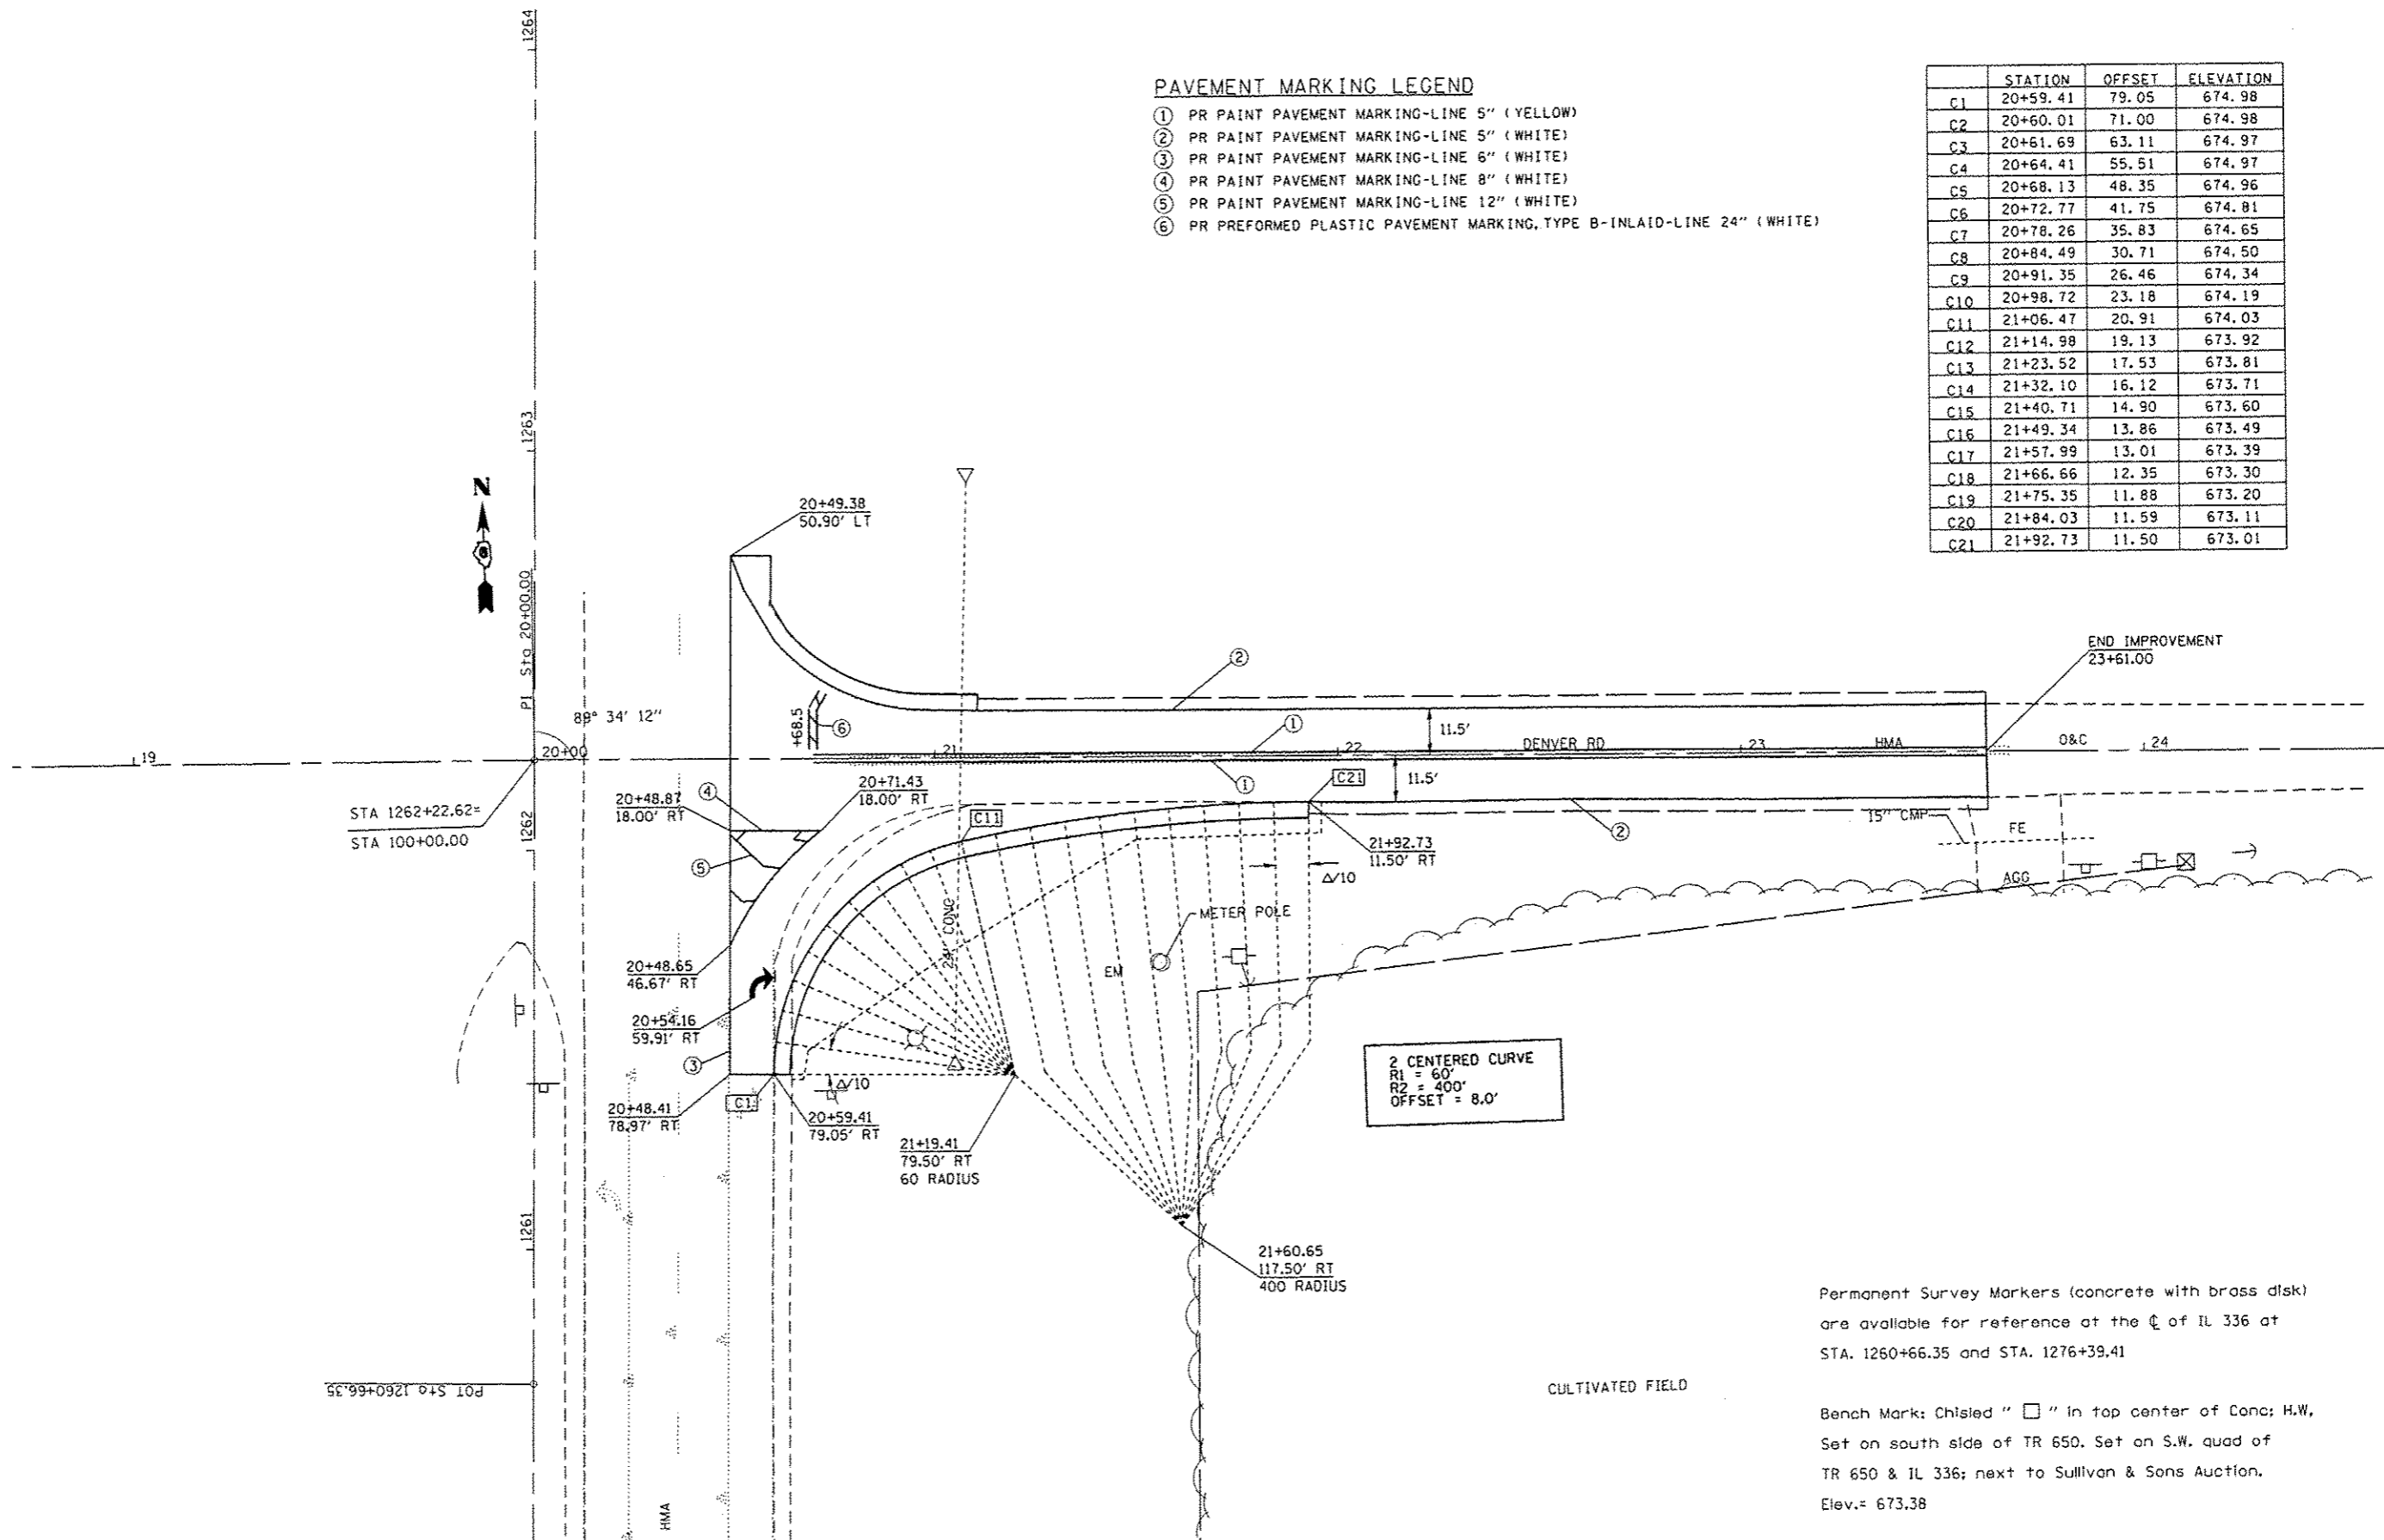 1264
PAVEMENT MARKING LEGEND
① PR PAINT PAVEMENT MARKING-LINE 5" (YELLOW)
② PR PAINT PAVEMENT MARKING-LINE 5" (WHITE)
③ PR PAINT PAVEMENT MARKING-LINE 6" (WHITE)
④ PR PAINT PAVEMENT MARKING-LINE 8" (WHITE)
⑤ PR PAINT PAVEMENT MARKING-LINE 12" (WHITE)
⑥ PR PREFORMED PLASTIC PAVEMENT MARKING, TYPE B-INLAID-LINE 24" (WHITE)
STATION OFFSET ELEVATION
C1 20+59.41 79.05 674.98
C2 20+60.01 71.00 674.98
C3 20+61.69 63.11 674.97
C4 20+64.41 55.51 674.97
C5 20+68.13 48.35 674.96
C6 20+72.77 41.75 674.81
C7 20+78.26 35.83 674.65
C8 20+84.49 30.71 674.50
C9 20+91.35 26.46 674.34
C10 20+98.72 23.18 674.19
C11 21+06.47 20.91 674.03
C12 21+14.98 19.13 673.92
C13 21+23.52 17.53 673.81
C14 21+32.10 16.12 673.71
C15 21+40.71 14.90 673.60
C16 21+49.34 13.86 673.49
C17 21+57.99 13.01 673.39
C18 21+66.66 12.35 673.30
C19 21+75.35 11.88 673.20
C20 21+84.03 11.59 673.11
C21 21+92.73 11.50 673.01
1263
N
PI Sta 20+00.00
20+49.38
50.90' LT
②
END IMPROVEMENT
23+61.00
89° 34' 12"
+68.5
⑥
①
11.5'
19
20+00
21
22
DENVER RD
23
HMA
O&C
24
①
C21
11.5'
STA 1262+22.62=
STA 100+00.00
1262
20+48.87
18.00' RT
④
20+71.43
18.00' RT
C11
②
15" CMP
FE
⑤
21+92.73
11.50' RT
Δ/10
AGG
24" CONC
METER POLE
EM
20+48.65
46.67' RT
20+54.16
59.91' RT
③
Δ/10
20+48.41
78.97' RT
C1
20+59.41
79.05' RT
21+19.41
79.50' RT
60 RADIUS
2 CENTERED CURVE
R1 = 60'
R2 = 400'
OFFSET = 8.0'
1261
21+60.65
117.50' RT
400 RADIUS
POT Sta 1260+66.35
HMA
CULTIVATED FIELD
Permanent Survey Markers (concrete with brass disk)
are available for reference at the ℄ of IL 336 at
STA. 1260+66.35 and STA. 1276+39.41
Bench Mark: Chisled " □ " in top center of Conc; H.W.
Set on south side of TR 650. Set on S.W. quad of
TR 650 & IL 336; next to Sullivan & Sons Auction.
Elev.= 673.38